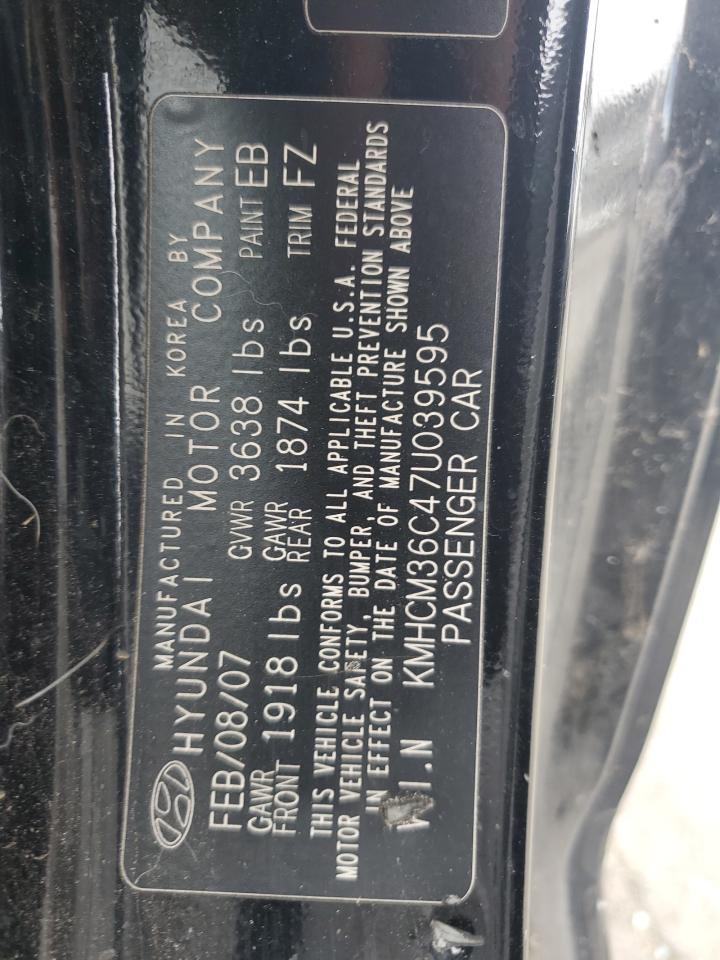 MANUFACTURED IN KOREA BY
HYUNDAI MOTOR COMPANY
FEB/08/07 GVWR 3638 lbs PAINT EB
GAWR FRONT 1918 lbs GAWR REAR 1874 lbs TRIM FZ
THIS VEHICLE CONFORMS TO ALL APPLICABLE U.S.A. FEDERAL
MOTOR VEHICLE SAFETY, BUMPER, AND THEFT PREVENTION STANDARDS
IN EFFECT ON THE DATE OF MANUFACTURE SHOWN ABOVE
V.I.N KMHCM36C47U039595
PASSENGER CAR